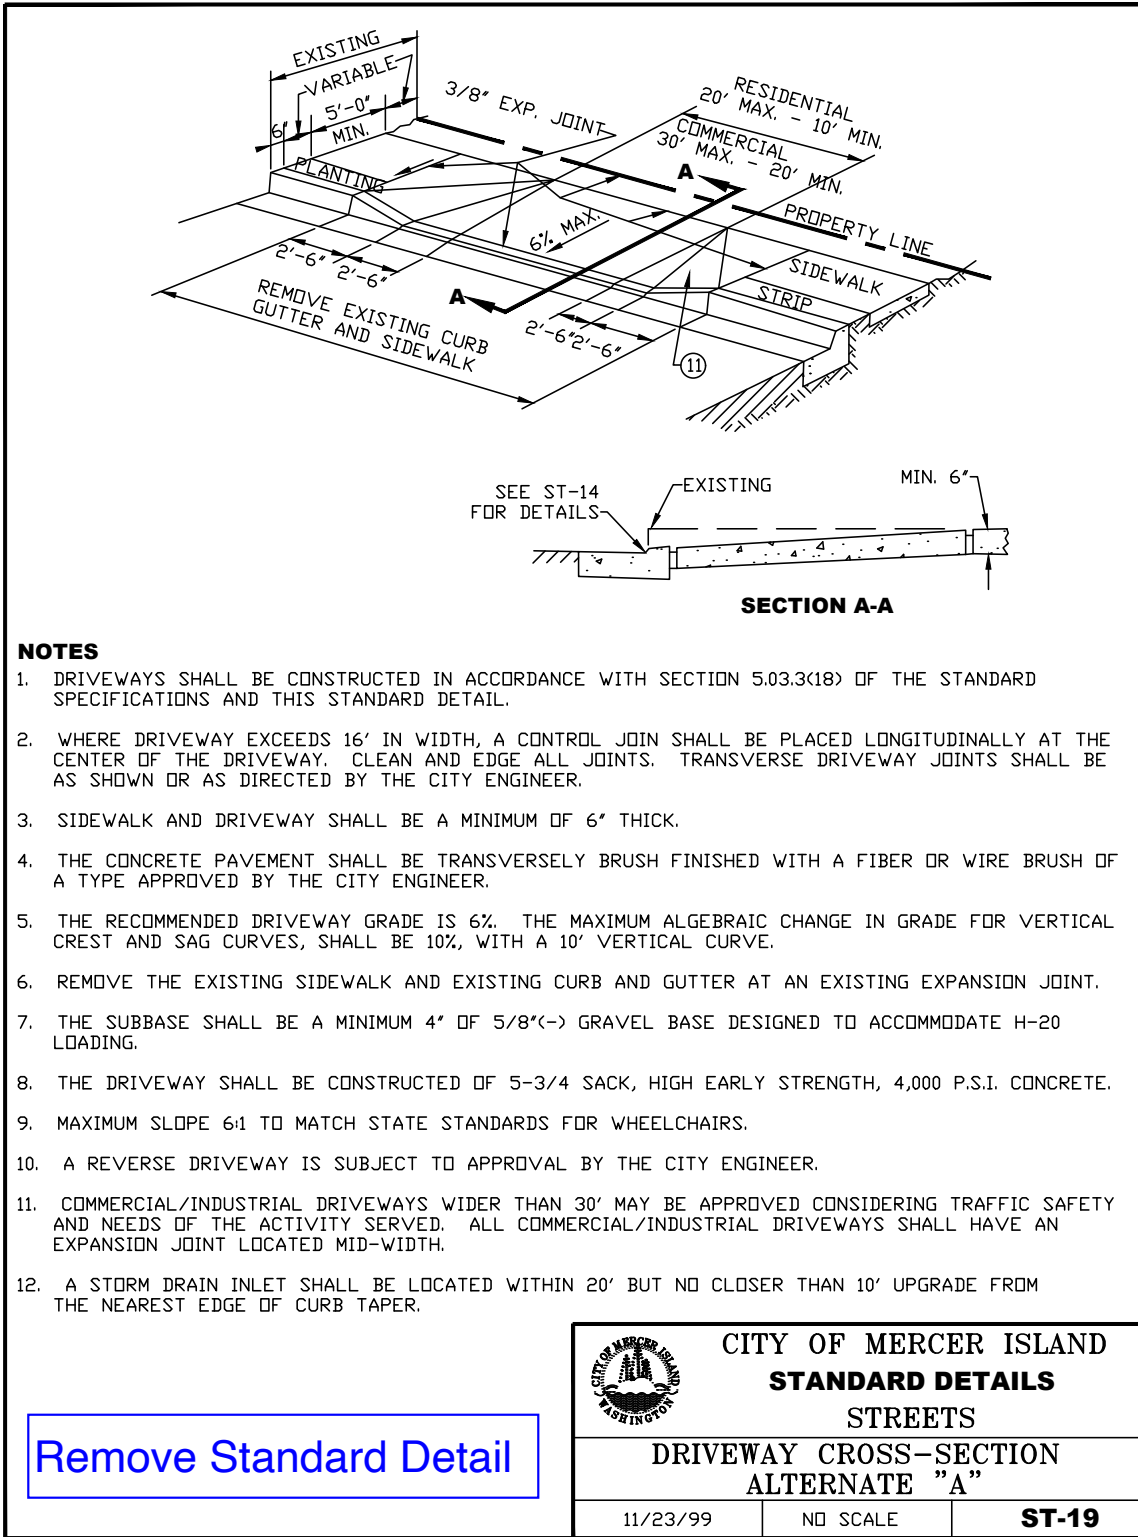 EXISTING
VARIABLE
5'-0"
MIN.
6"
PLANTING
3/8" EXP. JOINT
RESIDENTIAL
20' MAX. - 10' MIN.
COMMERCIAL
30' MAX. - 20' MIN.
A
6% MAX.
PROPERTY LINE
SIDEWALK
STRIP
2'-6"
2'-6"
A
2'-6"
2'-6"
11
REMOVE EXISTING CURB
GUTTER AND SIDEWALK
SEE ST-14
FOR DETAILS
EXISTING
MIN. 6"
SECTION A-A
NOTES
1. DRIVEWAYS SHALL BE CONSTRUCTED IN ACCORDANCE WITH SECTION 5.03.3(18) OF THE STANDARD
SPECIFICATIONS AND THIS STANDARD DETAIL.
2. WHERE DRIVEWAY EXCEEDS 16' IN WIDTH, A CONTROL JOIN SHALL BE PLACED LONGITUDINALLY AT THE
CENTER OF THE DRIVEWAY. CLEAN AND EDGE ALL JOINTS. TRANSVERSE DRIVEWAY JOINTS SHALL BE
AS SHOWN OR AS DIRECTED BY THE CITY ENGINEER.
3. SIDEWALK AND DRIVEWAY SHALL BE A MINIMUM OF 6" THICK.
4. THE CONCRETE PAVEMENT SHALL BE TRANSVERSELY BRUSH FINISHED WITH A FIBER OR WIRE BRUSH OF
A TYPE APPROVED BY THE CITY ENGINEER.
5. THE RECOMMENDED DRIVEWAY GRADE IS 6%. THE MAXIMUM ALGEBRAIC CHANGE IN GRADE FOR VERTICAL
CREST AND SAG CURVES, SHALL BE 10%, WITH A 10' VERTICAL CURVE.
6. REMOVE THE EXISTING SIDEWALK AND EXISTING CURB AND GUTTER AT AN EXISTING EXPANSION JOINT.
7. THE SUBBASE SHALL BE A MINIMUM 4" OF 5/8"(-) GRAVEL BASE DESIGNED TO ACCOMMODATE H-20
LOADING.
8. THE DRIVEWAY SHALL BE CONSTRUCTED OF 5-3/4 SACK, HIGH EARLY STRENGTH, 4,000 P.S.I. CONCRETE.
9. MAXIMUM SLOPE 6:1 TO MATCH STATE STANDARDS FOR WHEELCHAIRS.
10. A REVERSE DRIVEWAY IS SUBJECT TO APPROVAL BY THE CITY ENGINEER.
11. COMMERCIAL/INDUSTRIAL DRIVEWAYS WIDER THAN 30' MAY BE APPROVED CONSIDERING TRAFFIC SAFETY
AND NEEDS OF THE ACTIVITY SERVED. ALL COMMERCIAL/INDUSTRIAL DRIVEWAYS SHALL HAVE AN
EXPANSION JOINT LOCATED MID-WIDTH.
12. A STORM DRAIN INLET SHALL BE LOCATED WITHIN 20' BUT NO CLOSER THAN 10' UPGRADE FROM
THE NEAREST EDGE OF CURB TAPER.
Remove Standard Detail
CITY OF MERCER ISLAND
WASHINGTON
CITY OF MERCER ISLAND
STANDARD DETAILS
STREETS
DRIVEWAY CROSS-SECTION
ALTERNATE "A"
11/23/99
NO SCALE
ST-19